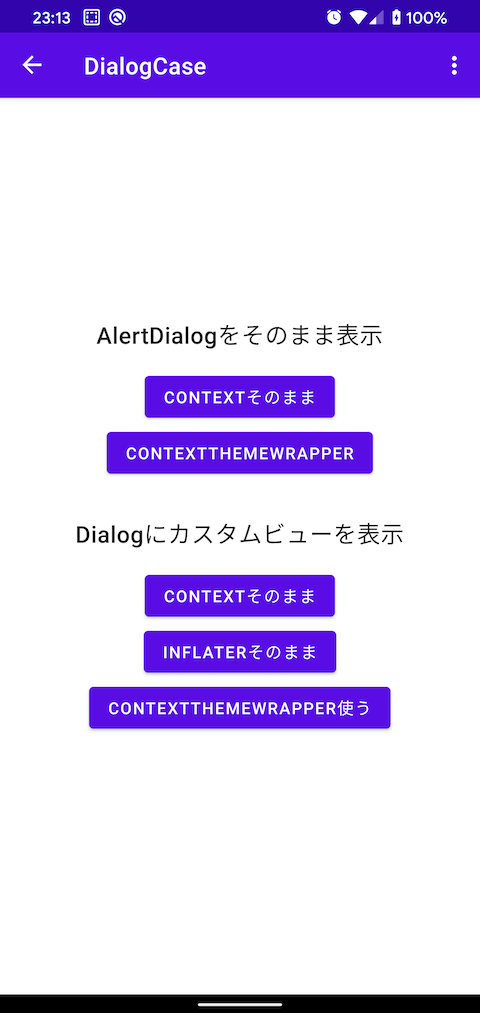 23:13 100%
DialogCase
AlertDialogをそのまま表示
CONTEXTそのまま
CONTEXTTHEMEWRAPPER
Dialogにカスタムビューを表示
CONTEXTそのまま
INFLATERそのまま
CONTEXTTHEMEWRAPPER使う